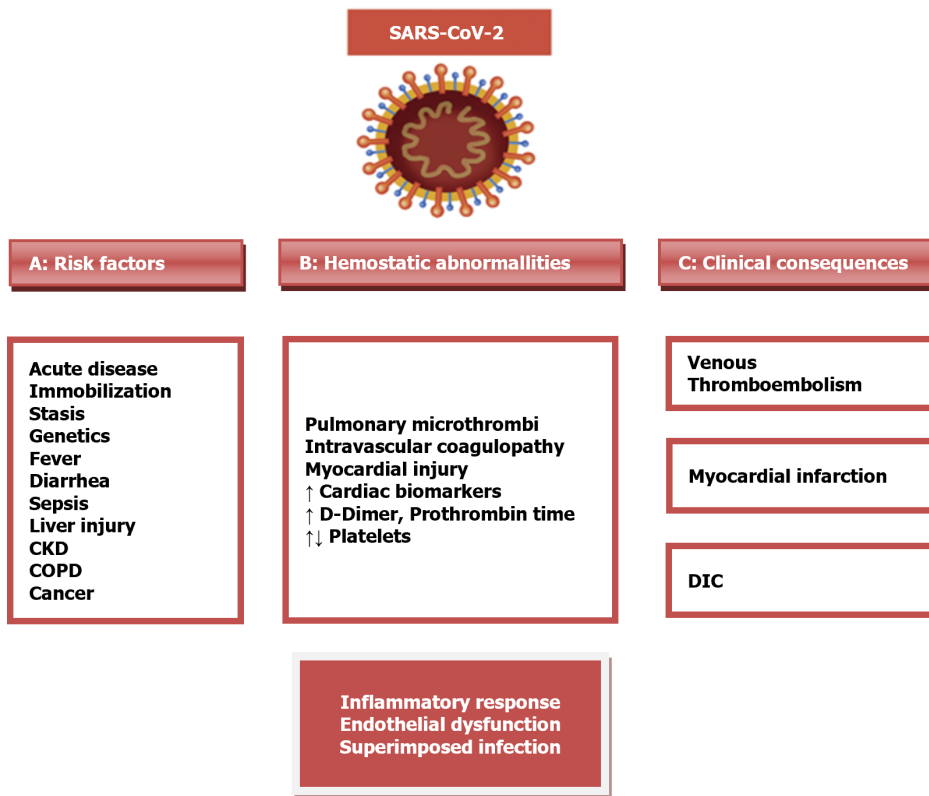 SARS-CoV-2
A: Risk factors
Acute disease
Immobilization
Stasis
Genetics
Fever
Diarrhea
Sepsis
Liver injury
CKD
COPD
Cancer
B: Hemostatic abnormallities
Pulmonary microthrombi
Intravascular coagulopathy
Myocardial injury
↑ Cardiac biomarkers
↑ D-Dimer, Prothrombin time
↑↓ Platelets
C: Clinical consequences
Venous
Thromboembolism
Myocardial infarction
DIC
Inflammatory response
Endothelial dysfunction
Superimposed infection